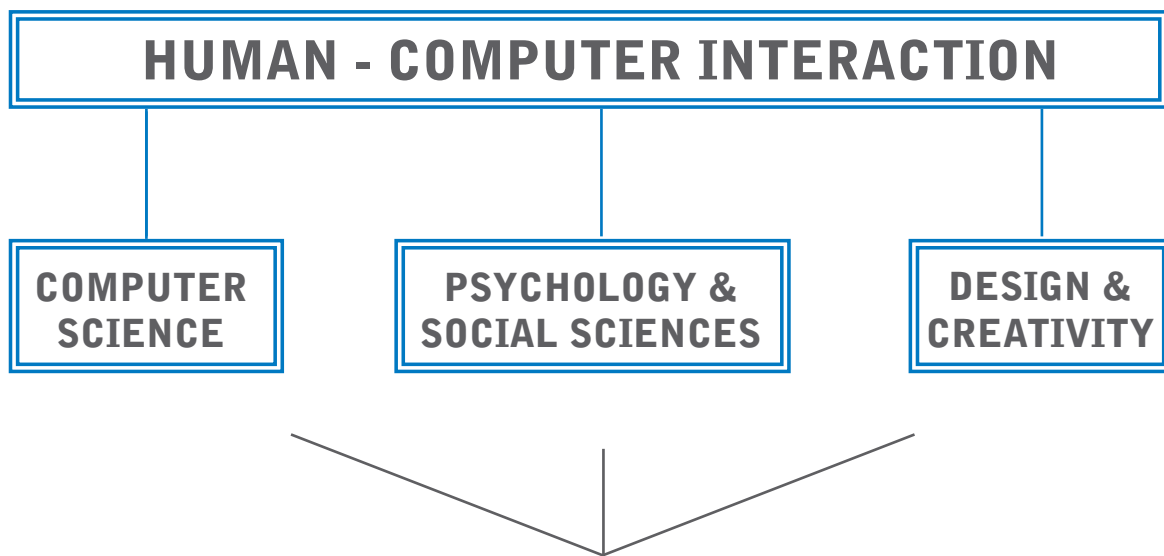 HUMAN - COMPUTER INTERACTION
COMPUTER
SCIENCE
PSYCHOLOGY &
SOCIAL SCIENCES
DESIGN &
CREATIVITY